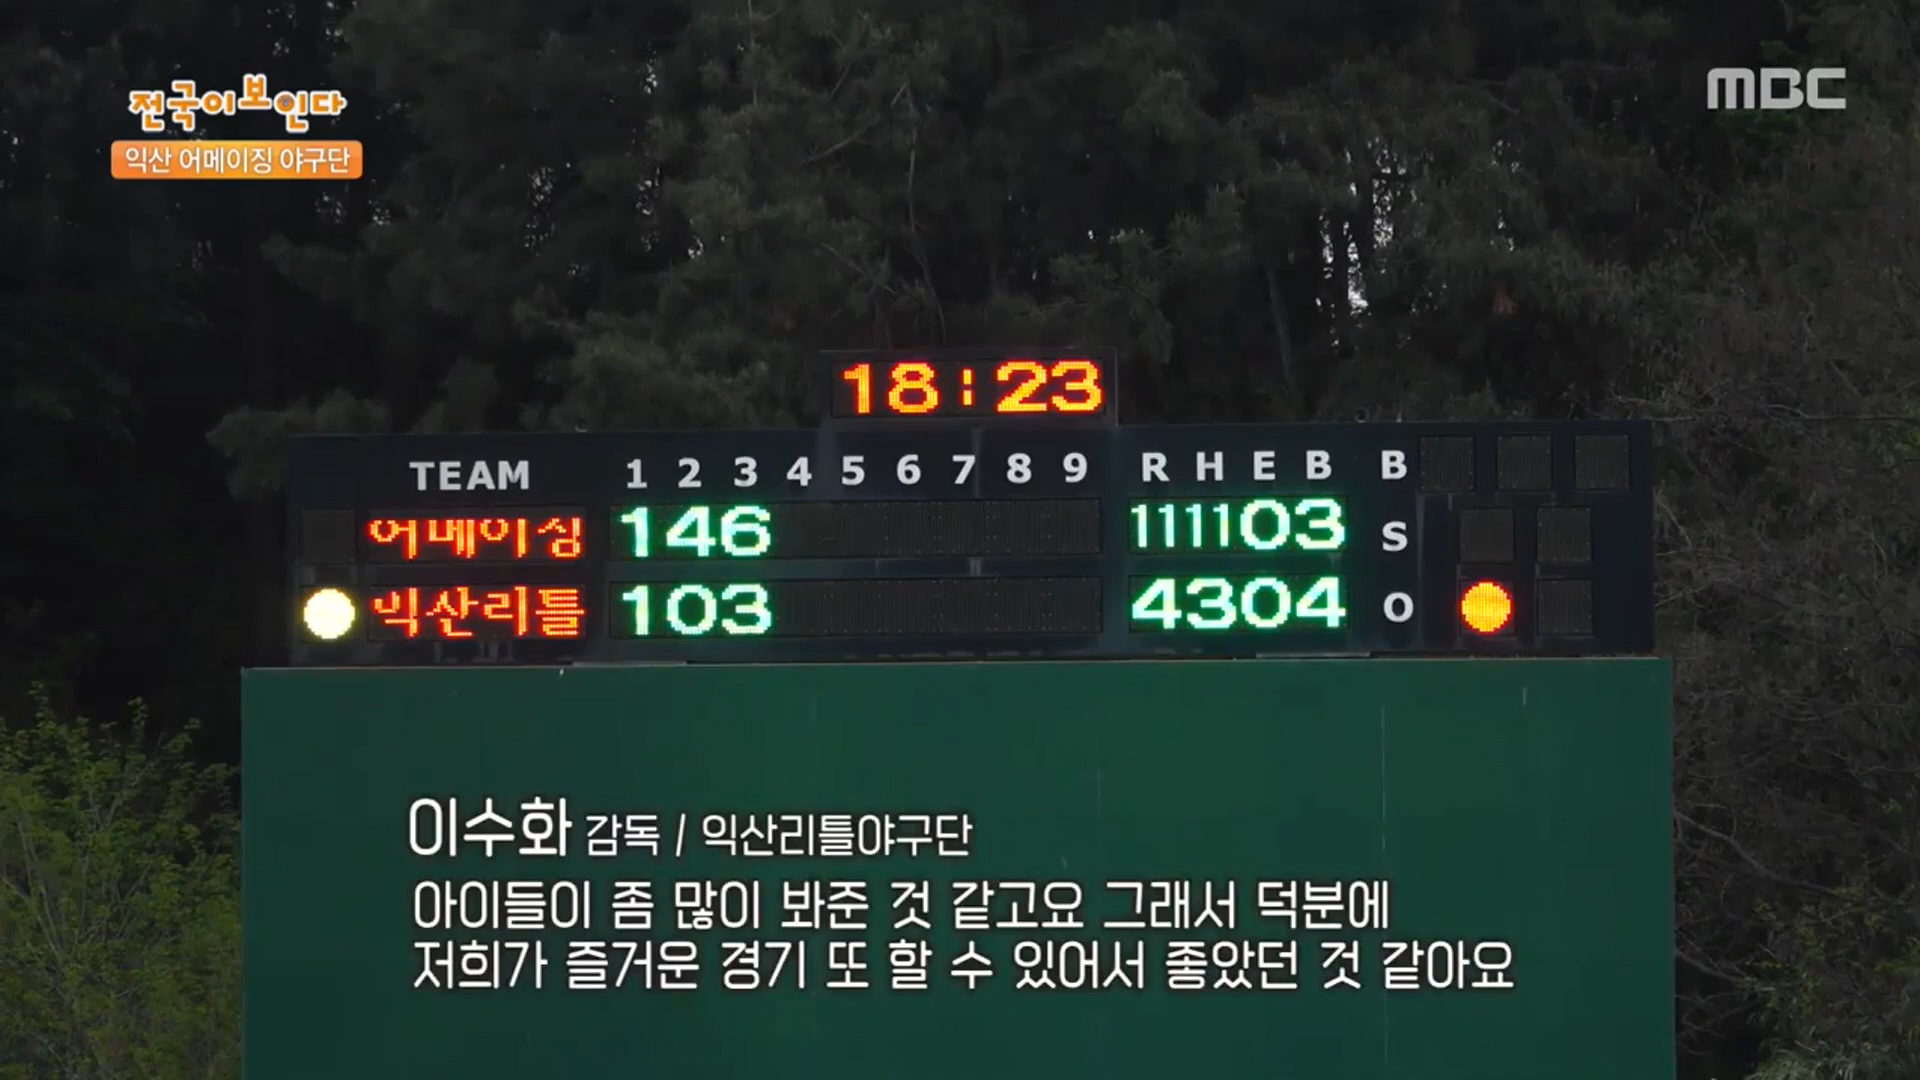 전국이보인다
MBC
익산 어메이징 야구단
18:23
TEAM 1 2 3 4 5 6 7 8 9 R H E B B
어메이징 146 111103 S
익산리틀 103 4304 O
이수화 감독 / 익산리틀야구단
아이들이 좀 많이 봐준 것 같고요 그래서 덕분에
저희가 즐거운 경기 또 할 수 있어서 좋았던 것 같아요